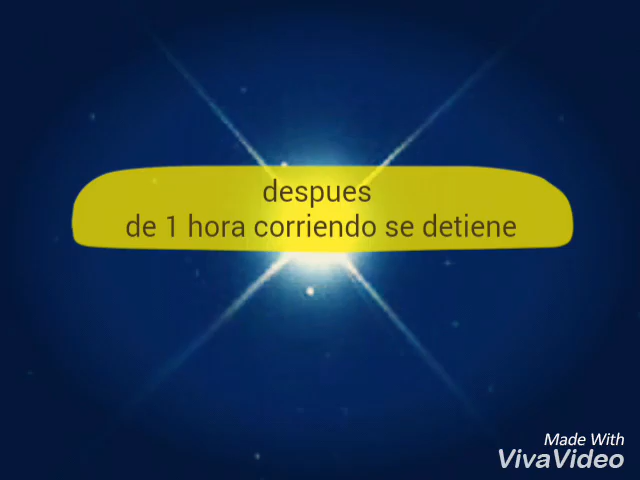 despues
de 1 hora corriendo se detiene
Made With
VivaVideo